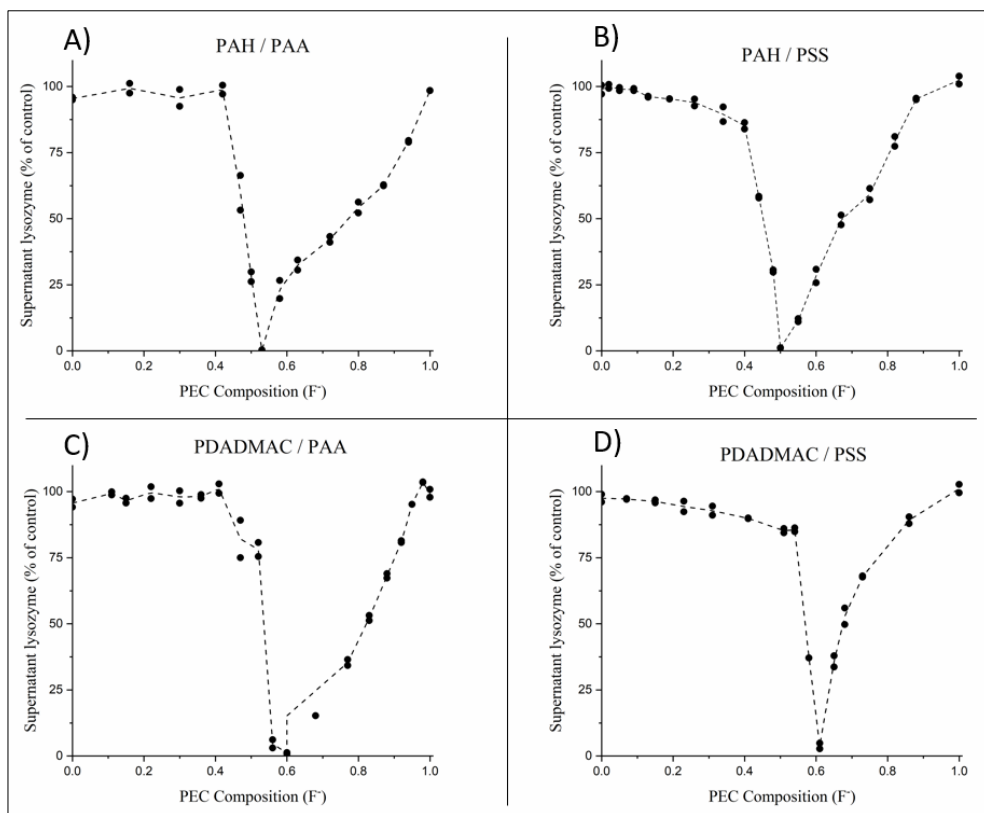 A)
PAH / PAA
Supernatant lysozyme (% of control)
100
75
50
25
0
0.0 0.2 0.4 0.6 0.8 1.0
PEC Composition (F⁻)
B)
PAH / PSS
Supernatant lysozyme (% of control)
100
75
50
25
0
0.0 0.2 0.4 0.6 0.8 1.0
PEC Composition (F⁻)
C)
PDADMAC / PAA
Supernatant lysozyme (% of control)
100
75
50
25
0
0.0 0.2 0.4 0.6 0.8 1.0
PEC Composition (F⁻)
D)
PDADMAC / PSS
Supernatant lysozyme (% of control)
100
75
50
25
0
0.0 0.2 0.4 0.6 0.8 1.0
PEC Composition (F⁻)